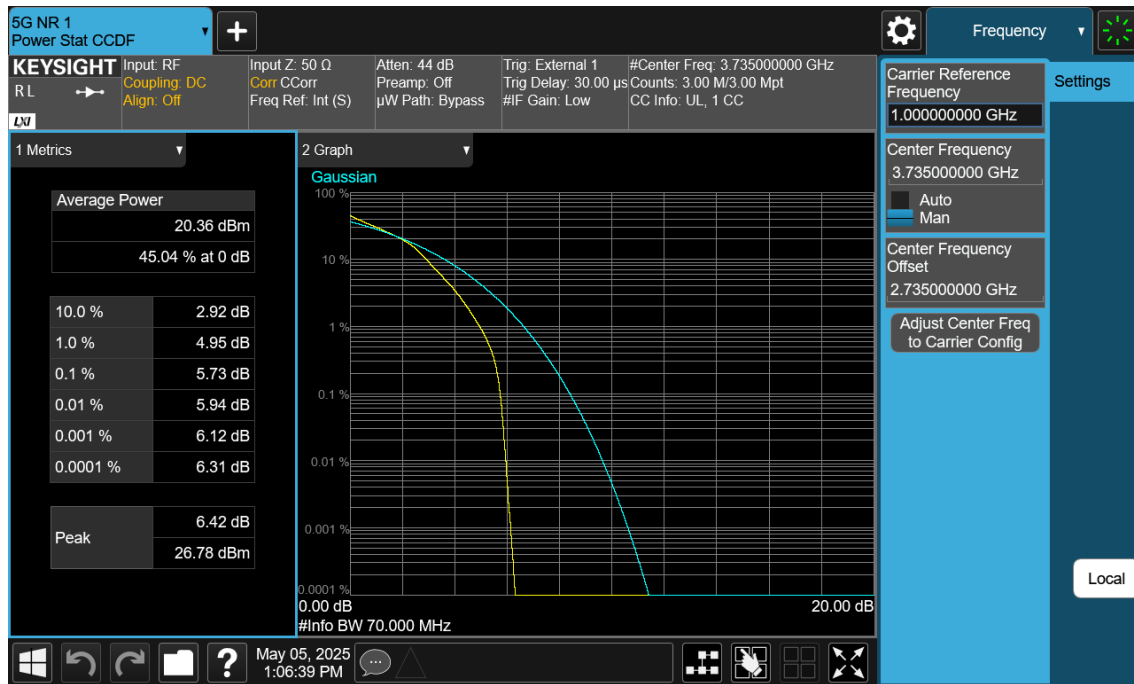 5G NR 1
Power Stat CCDF
Frequency
KEYSIGHT
R L
LXI
Input: RF
Coupling: DC
Align: Off
Input Z: 50 Ω
Corr CCorr
Freq Ref: Int (S)
Atten: 44 dB
Preamp: Off
µW Path: Bypass
Trig: External 1
Trig Delay: 30.00 µs
#IF Gain: Low
#Center Freq: 3.735000000 GHz
Counts: 3.00 M/3.00 Mpt
CC Info: UL, 1 CC
1 Metrics
Average Power
20.36 dBm
45.04 % at 0 dB
10.0 % 2.92 dB
1.0 % 4.95 dB
0.1 % 5.73 dB
0.01 % 5.94 dB
0.001 % 6.12 dB
0.0001 % 6.31 dB
Peak
6.42 dB
26.78 dBm
2 Graph
Gaussian
100 %
10 %
1 %
0.1 %
0.01 %
0.001 %
0.0001 %
0.00 dB 20.00 dB
#Info BW 70.000 MHz
Carrier Reference
Frequency
1.000000000 GHz
Center Frequency
3.735000000 GHz
Auto
Man
Center Frequency
Offset
2.735000000 GHz
Adjust Center Freq
to Carrier Config
Settings
Local
?
May 05, 2025
1:06:39 PM